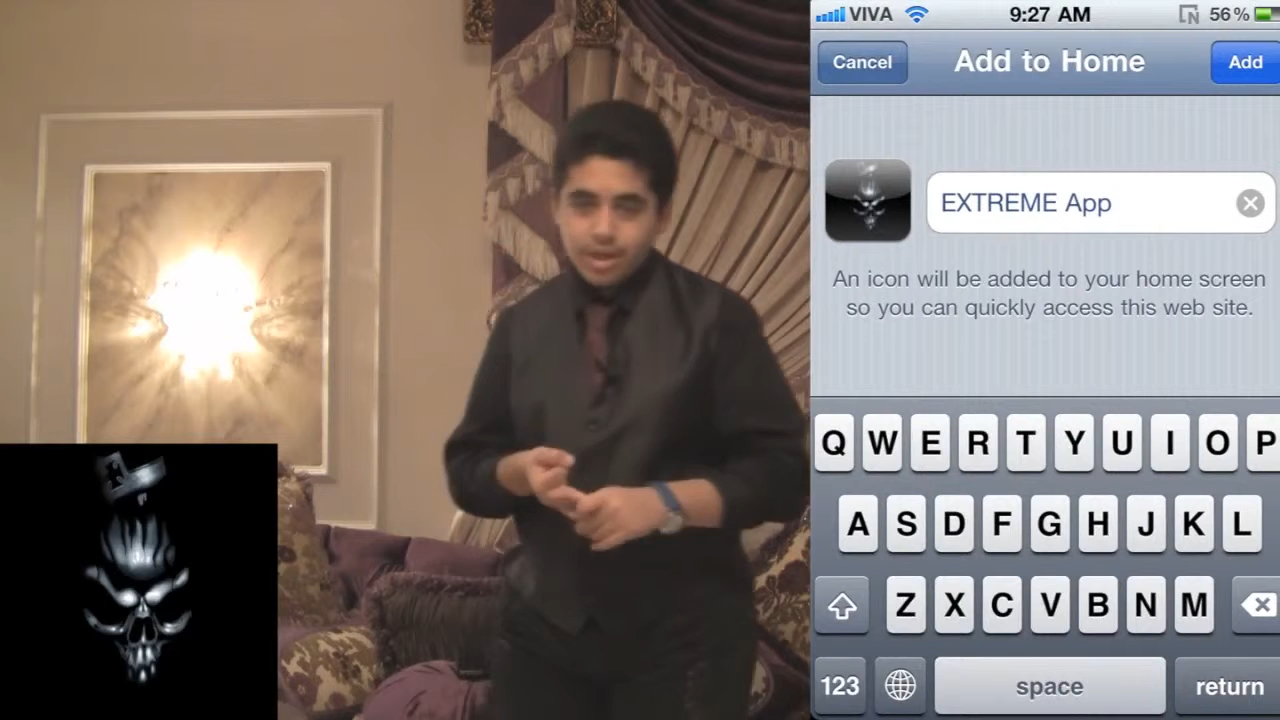 VIVA 9:27 AM 56%
Cancel Add to Home Add
EXTREME App
An icon will be added to your home screen
so you can quickly access this web site.
Q W E R T Y U I O P
A S D F G H J K L
Z X C V B N M
123 space return